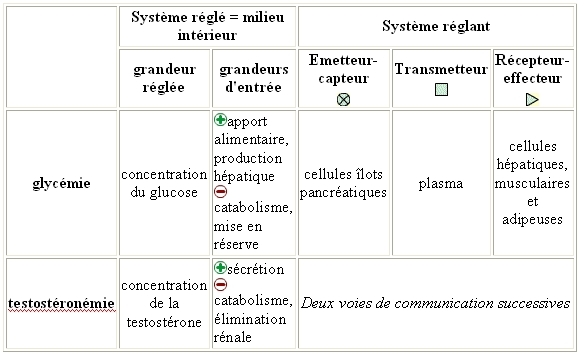 Système réglé = milieu
intérieur
Système réglant
grandeur
réglée
grandeurs
d'entrée
Emetteur-
capteur
Transmetteur
Récepteur-
effecteur
glycémie
concentration
du glucose
apport
alimentaire,
production
hépatique
catabolisme,
mise en
réserve
cellules îlots
pancréatiques
plasma
cellules
hépatiques,
musculaires
et
adipeuses
testostéronémie
concentration
de la
testostérone
sécrétion
catabolisme,
élimination
rénale
Deux voies de communication successives